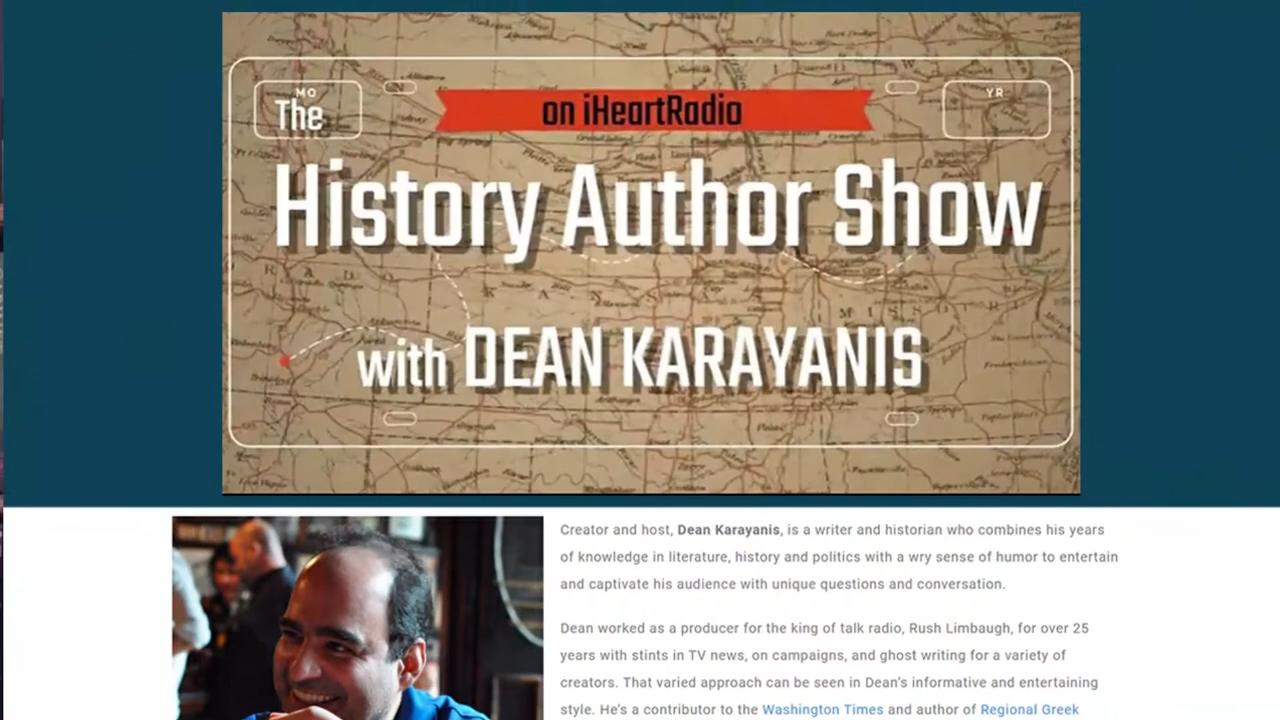 MO
The
on iHeartRadio
YR
History Author Show
with DEAN KARAYANIS
Creator and host, Dean Karayanis, is a writer and historian who combines his years
of knowledge in literature, history and politics with a wry sense of humor to entertain
and captivate his audience with unique questions and conversation.
Dean worked as a producer for the king of talk radio, Rush Limbaugh, for over 25
years with stints in TV news, on campaigns, and ghost writing for a variety of
creators. That varied approach can be seen in Dean's informative and entertaining
style. He's a contributor to the Washington Times and author of Regional Greek